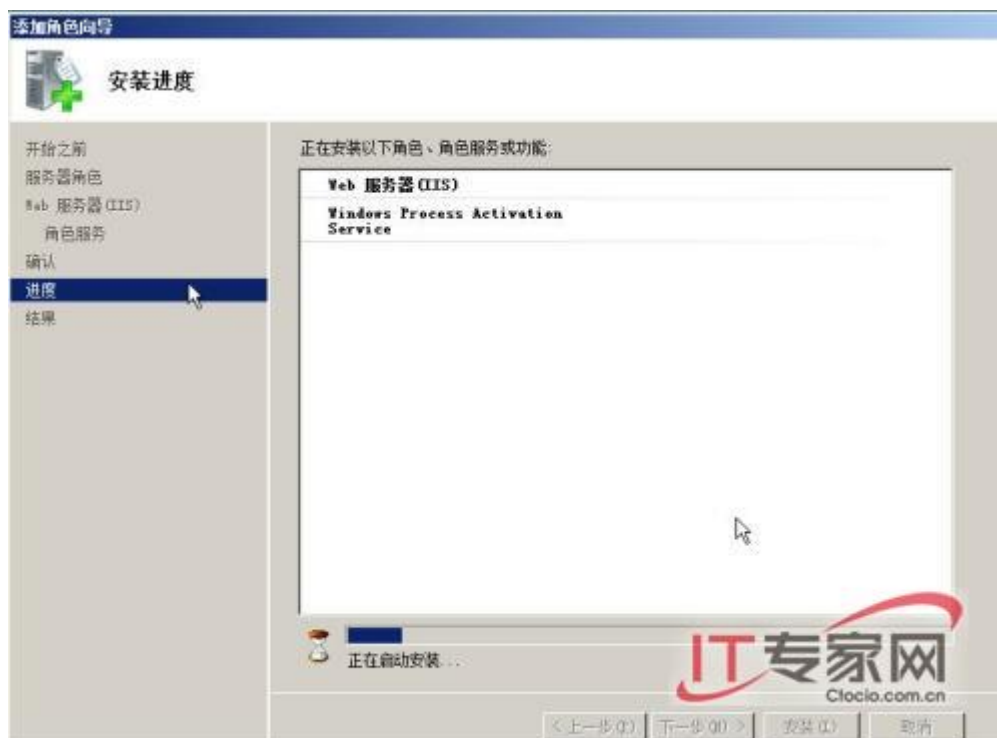 添加角色向导
安装进度
开始之前
服务器角色
Web 服务器(IIS)
角色服务
确认
进度
结果
正在安装以下角色、角色服务或功能:
Web 服务器(IIS)
Windows Process Activation
Service
正在启动安装...
IT专家网
Ctocio.com.cn
< 上一步(P)
下一步(N) >
安装(I)
取消